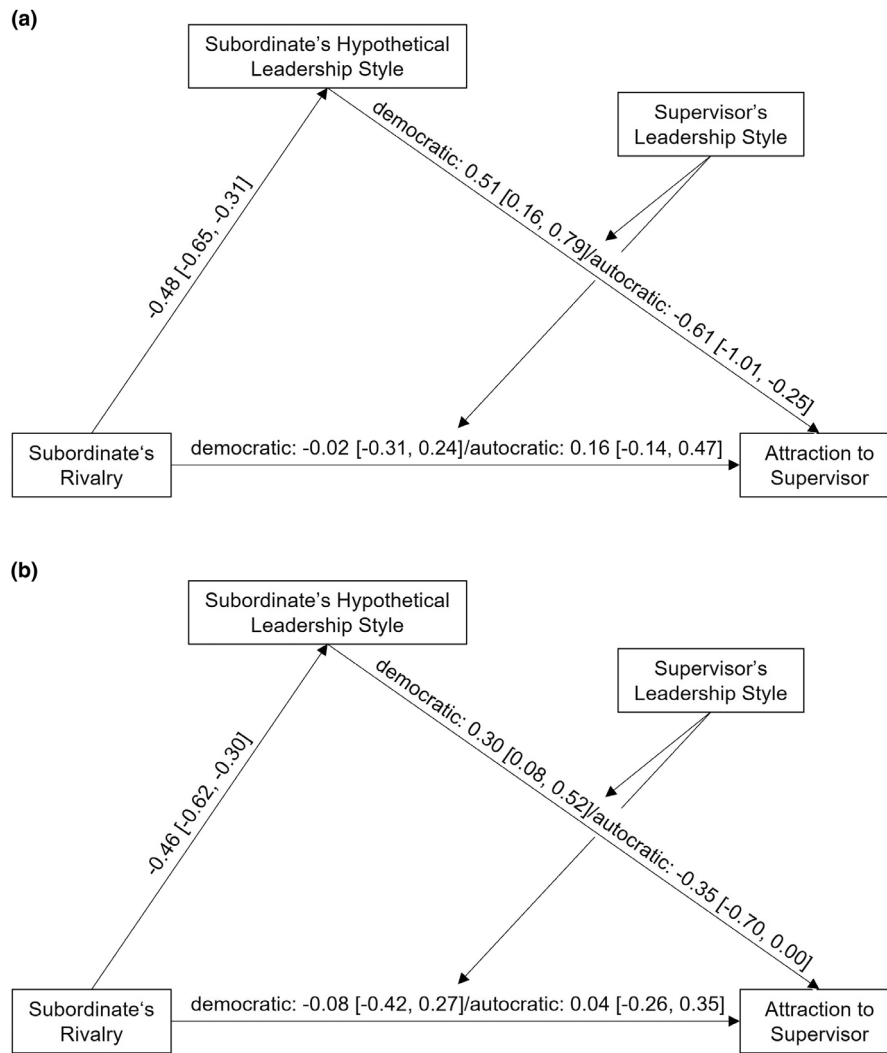 (a)
Subordinate's Hypothetical
Leadership Style
Supervisor's
Leadership Style
democratic: 0.51 [0.16, 0.79]/autocratic: -0.61 [-1.01, -0.25]
-0.48 [-0.65, -0.31]
Subordinate‘s
Rivalry
democratic: -0.02 [-0.31, 0.24]/autocratic: 0.16 [-0.14, 0.47]
Attraction to
Supervisor
(b)
Subordinate's Hypothetical
Leadership Style
Supervisor's
Leadership Style
democratic: 0.30 [0.08, 0.52]/autocratic: -0.35 [-0.70, 0.00]
-0.46 [-0.62, -0.30]
Subordinate‘s
Rivalry
democratic: -0.08 [-0.42, 0.27]/autocratic: 0.04 [-0.26, 0.35]
Attraction to
Supervisor